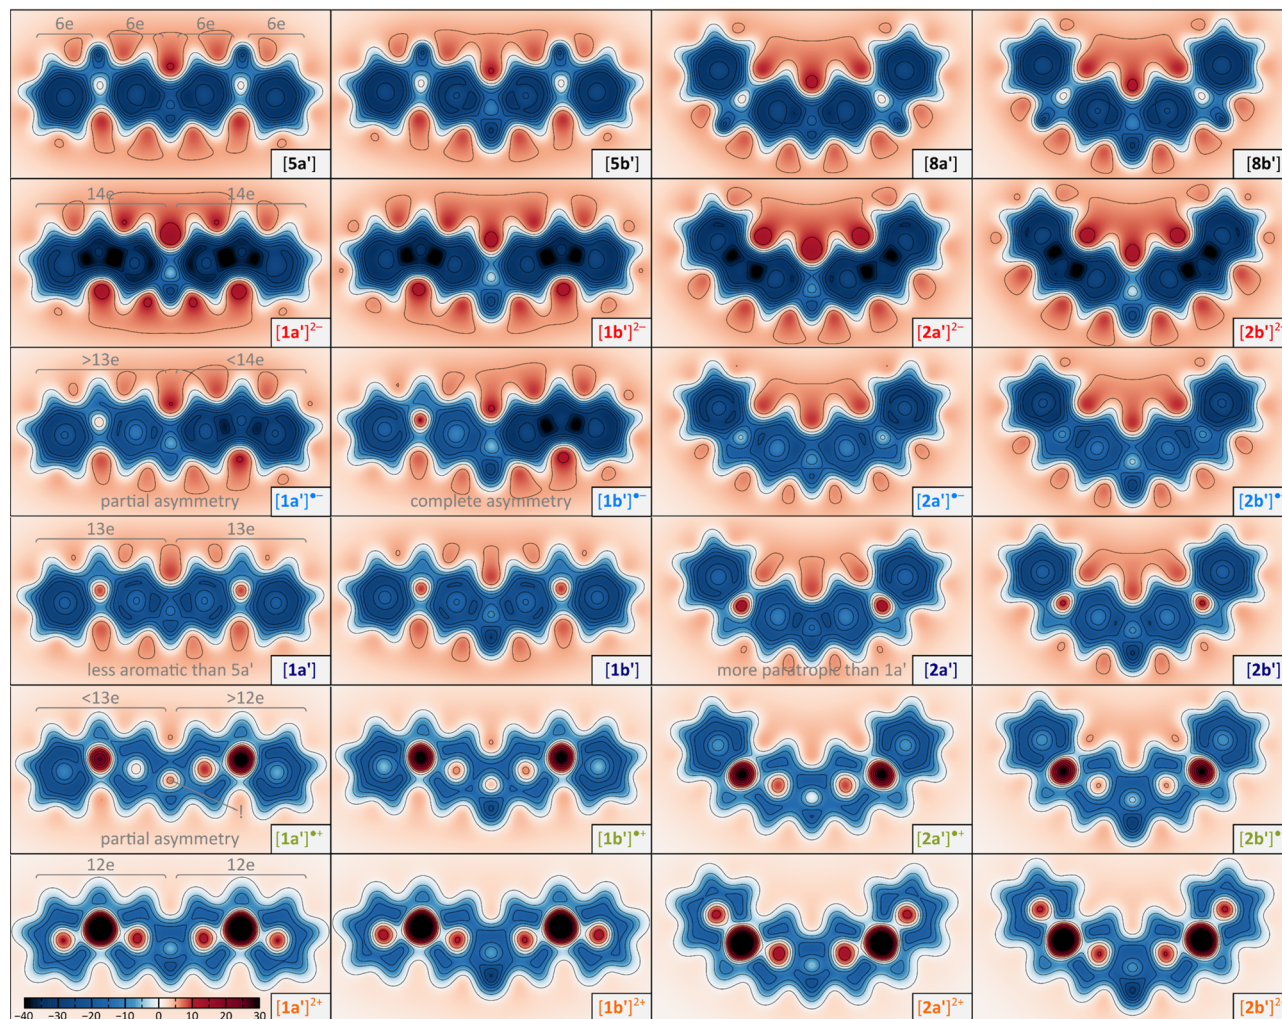 6e 6e 6e 6e
[5a'] [5b'] [8a'] [8b']
14e 14e
[1a']²⁻ [1b']²⁻ [2a']²⁻ [2b']²⁻
>13e <14e
partial asymmetry [1a']•⁻ complete asymmetry [1b']•⁻ [2a']•⁻ [2b']•
13e 13e
less aromatic than 5a' [1a'] [1b'] more paratropic than 1a' [2a'] [2b']
<13e >12e
!
partial asymmetry [1a']•⁺ [1b']•⁺ [2a']•⁺ [2b']•
12e 12e
[1a']²⁺ [1b']²⁺ [2a']²⁺ [2b']²
−40 −30 −20 −10 0 10 20 30